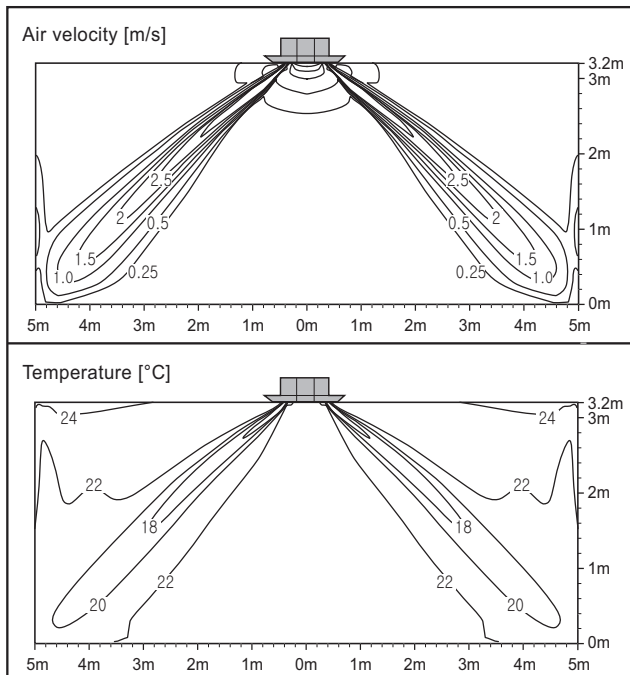 Air velocity [m/s]
3.2m
3m
2m
2.5 2.5
2 2
0.5 0.5
1m
1.5 1.5
1.0 0.25 0.25 1.0
0m
5m 4m 3m 2m 1m 0m 1m 2m 3m 4m 5m
Temperature [°C]
3.2m
24 24
3m
22 22
2m
18 18
22 22
1m
20 20
0m
5m 4m 3m 2m 1m 0m 1m 2m 3m 4m 5m